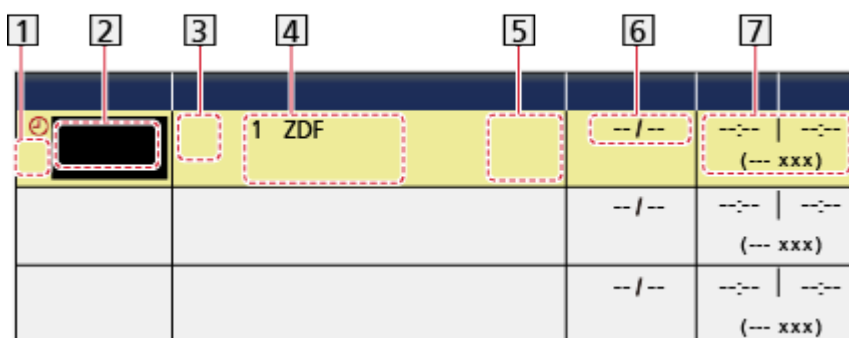 1 2 3 4 5 6 7
1 ZDF --/-- --:-- | --:--
(--- xxx)
--/-- --:-- | --:--
(--- xxx)
--/-- --:-- | --:--
(--- xxx)